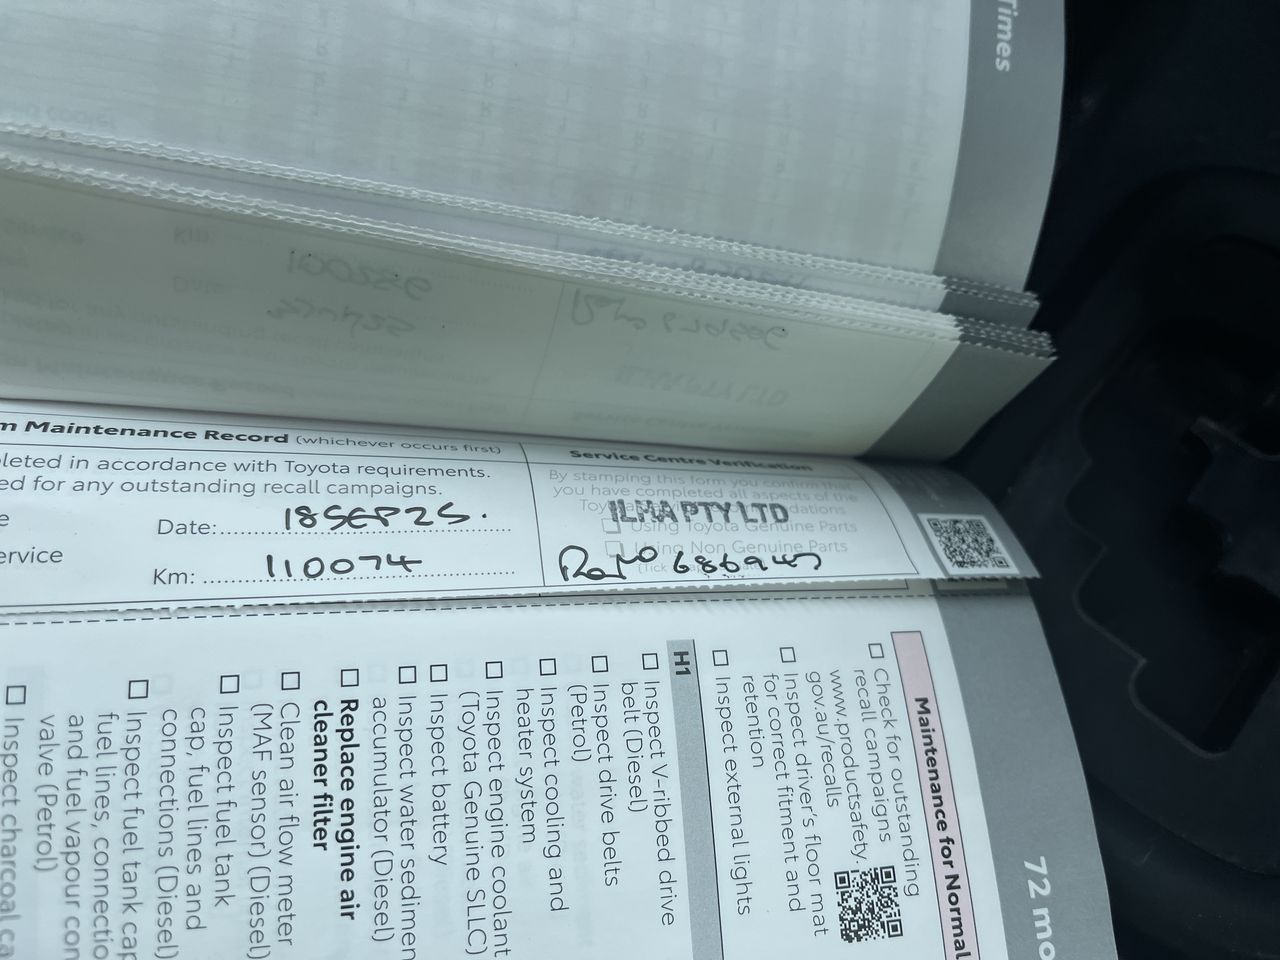 Times
m Maintenance Record (whichever occurs first)
leted in accordance with Toyota requirements.
ed for any outstanding recall campaigns.
e
Date: 18SEP25.
ervice
Km: 110074
Service Centre Verification
By stamping this form you confirm that
you have completed all aspects of the
ILHA PTY LTD
Using Toyota Genuine Parts
Using Non Genuine Parts
72 mo
Maintenance for Normal
Check for outstanding
recall campaigns
www.productsafety.
gov.au/recalls
Inspect driver's floor mat
for correct fitment and
retention
Inspect external lights
H1
Inspect V-ribbed drive
belt (Diesel)
Inspect drive belts
(Petrol)
Inspect cooling and
heater system
Inspect engine coolant
(Toyota Genuine SLLC)
Inspect battery
Inspect water sedimen
accumulator (Diesel)
Replace engine air
cleaner filter
Clean air flow meter
(MAF sensor) (Diesel)
Inspect fuel tank
cap, fuel lines and
connections (Diesel)
Inspect fuel tank cap
fuel lines, connectio
and fuel vapour con
valve (Petrol)
Inspect charcoal ca